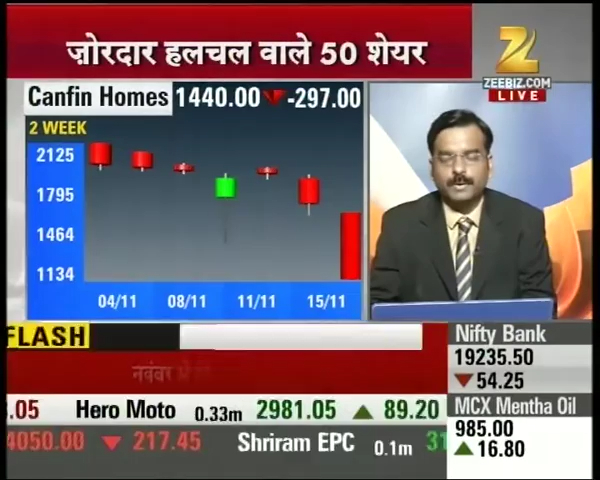 ज़ोरदार हलचल वाले 50 शेयर
Z
ZEEBIZ.COM
LIVE
Canfin Homes 1440.00 -297.00
2 WEEK
2125
1795
1464
1134
04/11 08/11 11/11 15/11
FLASH
नवंबर
Nifty Bank
19235.50
54.25
MCX Mentha Oil
985.00
16.80
.05 Hero Moto 0.33m 2981.05 89.20
4050.00 217.45 Shriram EPC 0.1m 31